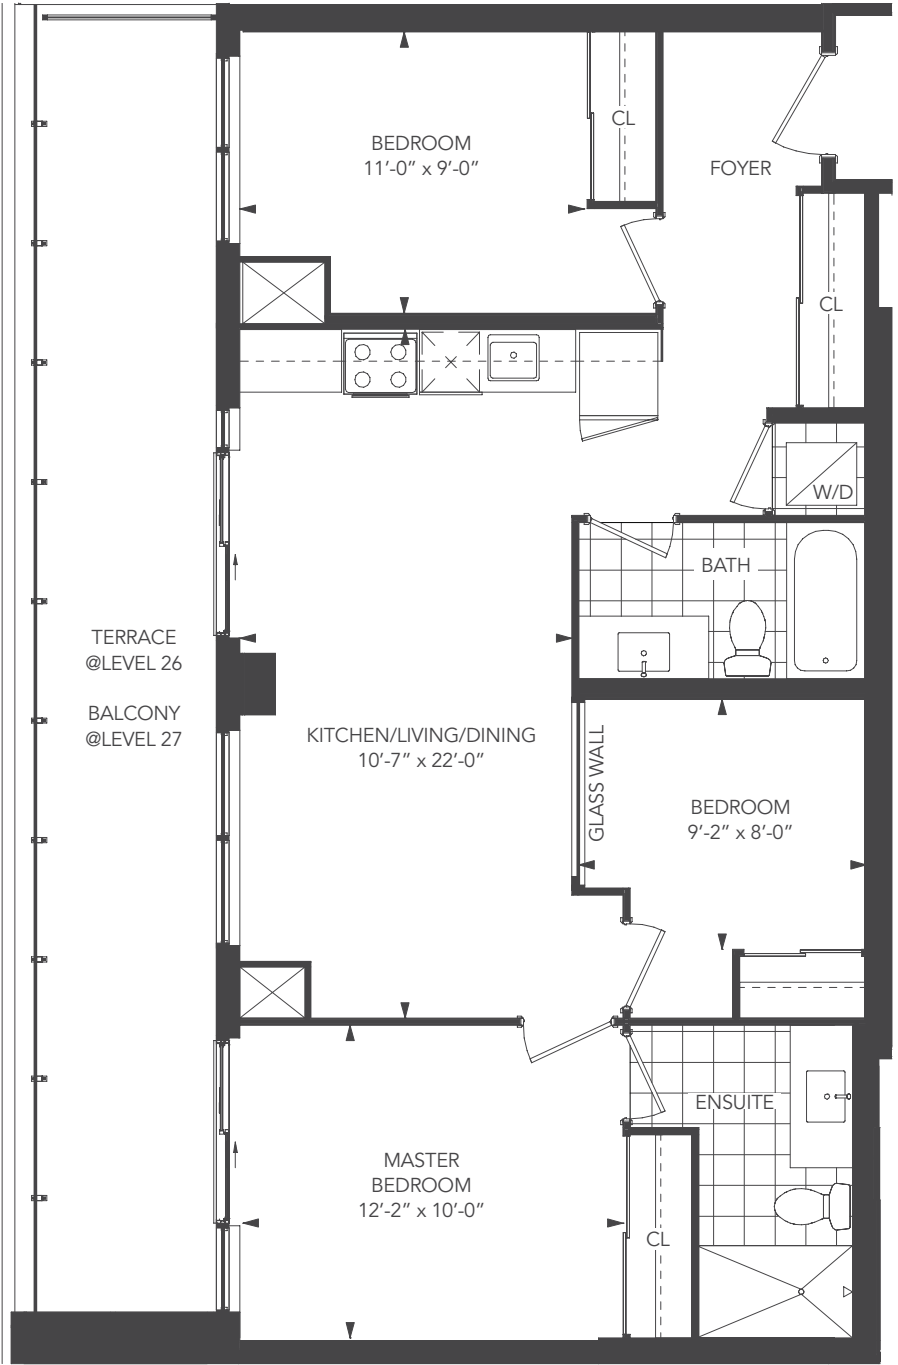 BEDROOM
11’-0” x 9’-0”
CL
FOYER
CL
W/D
BATH
TERRACE
@LEVEL 26
BALCONY
@LEVEL 27
KITCHEN/LIVING/DINING
10’-7” x 22’-0”
GLASS WALL
BEDROOM
9’-2” x 8’-0”
ENSUITE
MASTER
BEDROOM
12’-2” x 10’-0”
CL